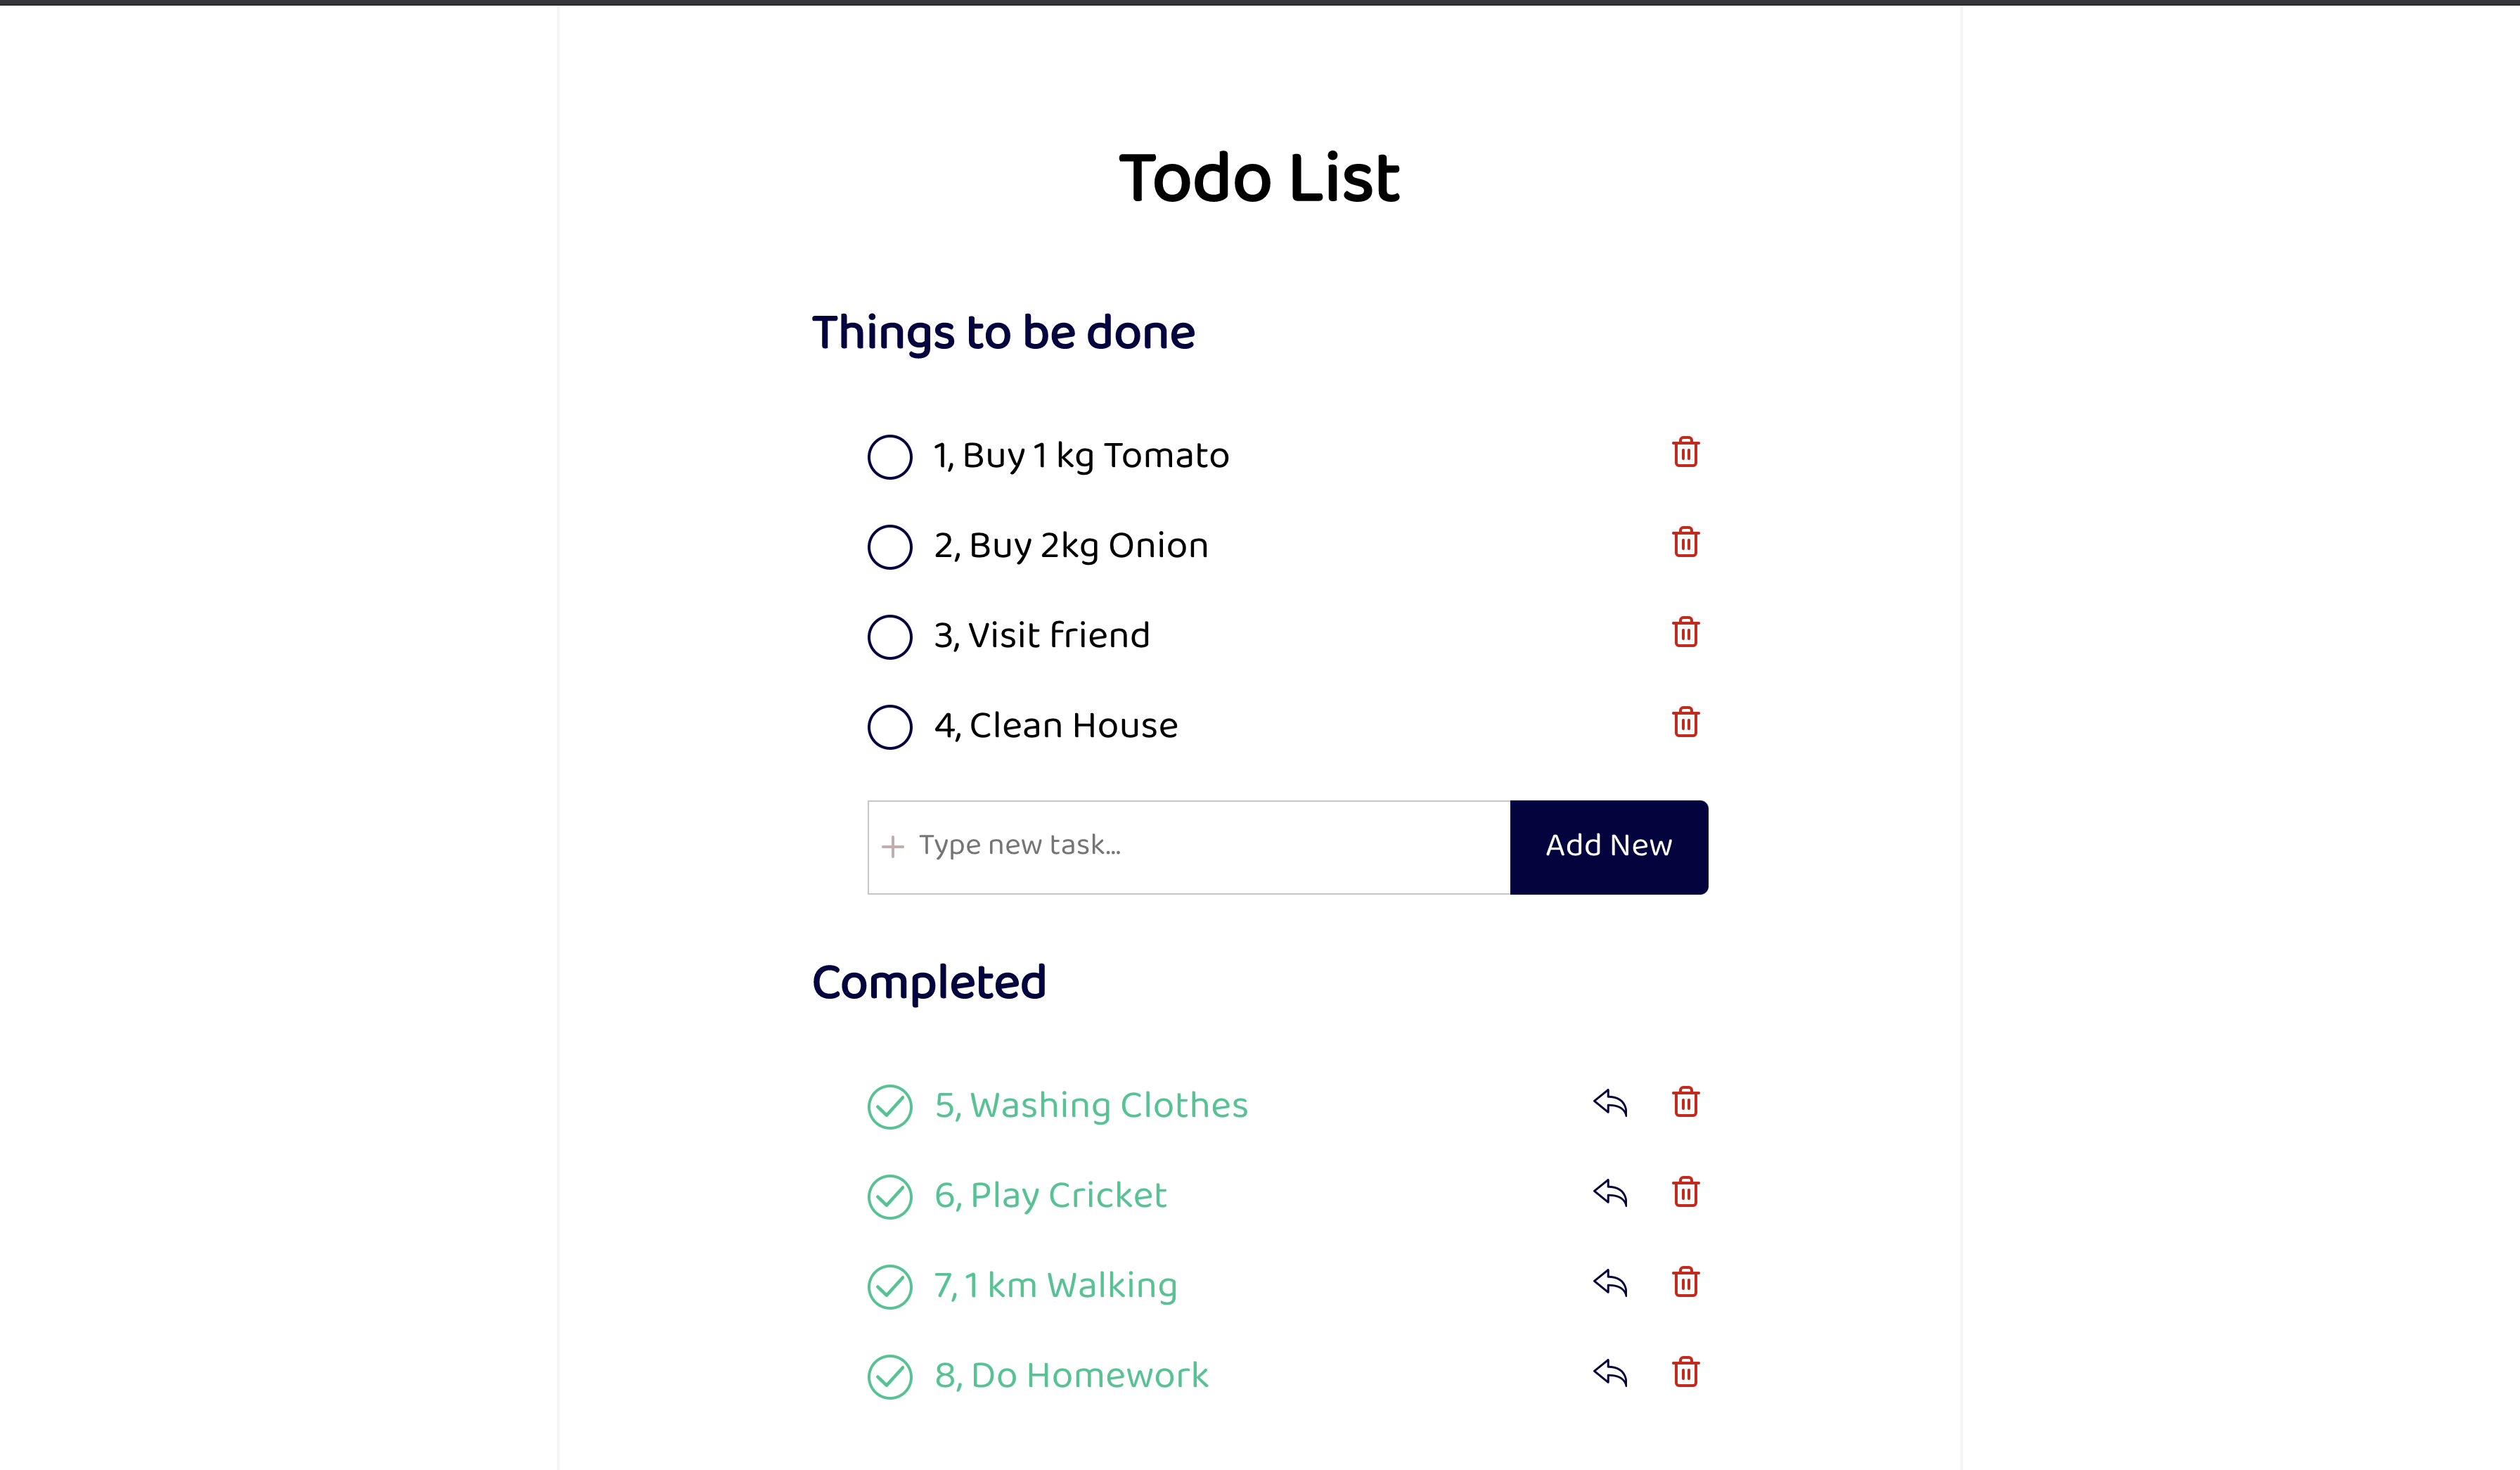 Todo List
Things to be done
1, Buy 1 kg Tomato
2, Buy 2kg Onion
3, Visit friend
4, Clean House
Type new task...
Add New
Completed
5, Washing Clothes
6, Play Cricket
7, 1 km Walking
8, Do Homework